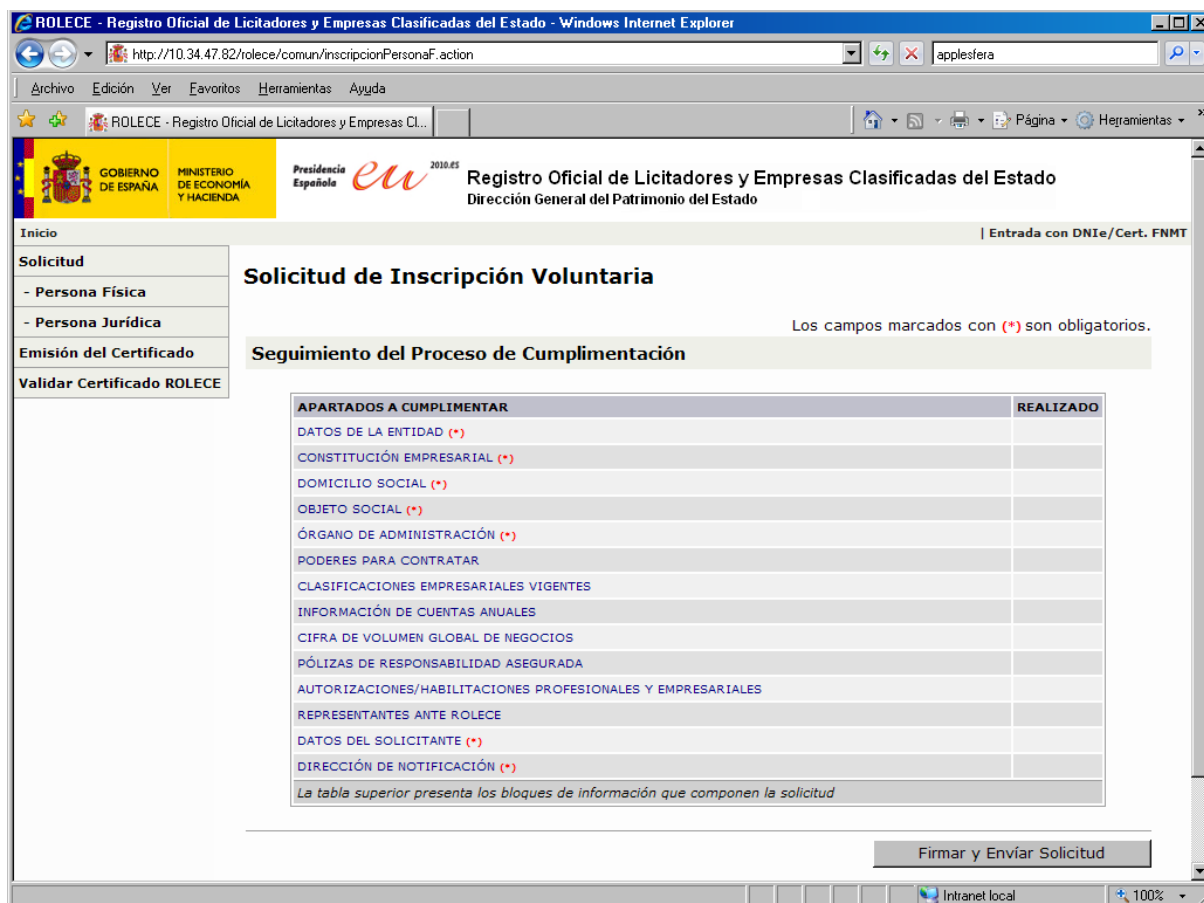 ROLECE - Registro Oficial de Licitadores y Empresas Clasificadas del Estado - Windows Internet Explorer
http://10.34.47.82/rolece/comun/inscripcionPersonaF.action
applesfera
Archivo Edición Ver Favoritos Herramientas Ayuda
ROLECE - Registro Oficial de Licitadores y Empresas Cl...
Página
Herramientas
GOBIERNO DE ESPAÑA
MINISTERIO DE ECONOMÍA Y HACIENDA
Presidencia Española eu 2010.es
Registro Oficial de Licitadores y Empresas Clasificadas del Estado
Dirección General del Patrimonio del Estado
Inicio
| Entrada con DNIe/Cert. FNMT
Solicitud
- Persona Física
- Persona Jurídica
Emisión del Certificado
Validar Certificado ROLECE
Solicitud de Inscripción Voluntaria
Los campos marcados con (*) son obligatorios.
Seguimiento del Proceso de Cumplimentación
APARTADOS A CUMPLIMENTAR REALIZADO
DATOS DE LA ENTIDAD (*)
CONSTITUCIÓN EMPRESARIAL (*)
DOMICILIO SOCIAL (*)
OBJETO SOCIAL (*)
ÓRGANO DE ADMINISTRACIÓN (*)
PODERES PARA CONTRATAR
CLASIFICACIONES EMPRESARIALES VIGENTES
INFORMACIÓN DE CUENTAS ANUALES
CIFRA DE VOLUMEN GLOBAL DE NEGOCIOS
PÓLIZAS DE RESPONSABILIDAD ASEGURADA
AUTORIZACIONES/HABILITACIONES PROFESIONALES Y EMPRESARIALES
REPRESENTANTES ANTE ROLECE
DATOS DEL SOLICITANTE (*)
DIRECCIÓN DE NOTIFICACIÓN (*)
La tabla superior presenta los bloques de información que componen la solicitud
Firmar y Envíar Solicitud
Intranet local
100%